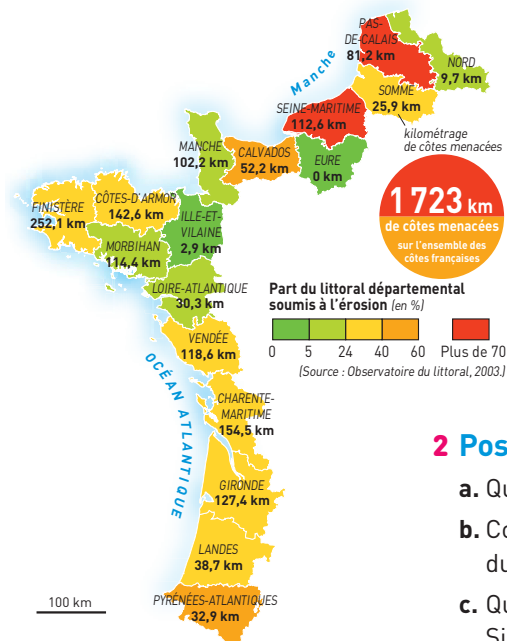 PAS-
DE-CALAIS
81,2 km
NORD
9,7 km
Manche
SOMME
25,9 km
SEINE-MARITIME
112,6 km
kilométrage
de côtes menacées
MANCHE
102,2 km
CALVADOS
52,2 km
EURE
0 km
1 723 km
de côtes menacées
sur l'ensemble des
côtes françaises
FINISTÈRE
252,1 km
CÔTES-D'ARMOR
142,6 km
ILLE-ET-
VILAINE
2,9 km
MORBIHAN
114,4 km
LOIRE-ATLANTIQUE
30,3 km
Part du littoral départemental
soumis à l'érosion (en %)
0 5 24 40 60 Plus de 70
(Source : Observatoire du littoral, 2003.)
VENDÉE
118,6 km
OCÉAN ATLANTIQUE
CHARENTE-
MARITIME
154,5 km
GIRONDE
127,4 km
LANDES
38,7 km
PYRÉNÉES-ATLANTIQUES
32,9 km
100 km
2 Pos
a. Qu
b. Co
du
c. Qu
Si